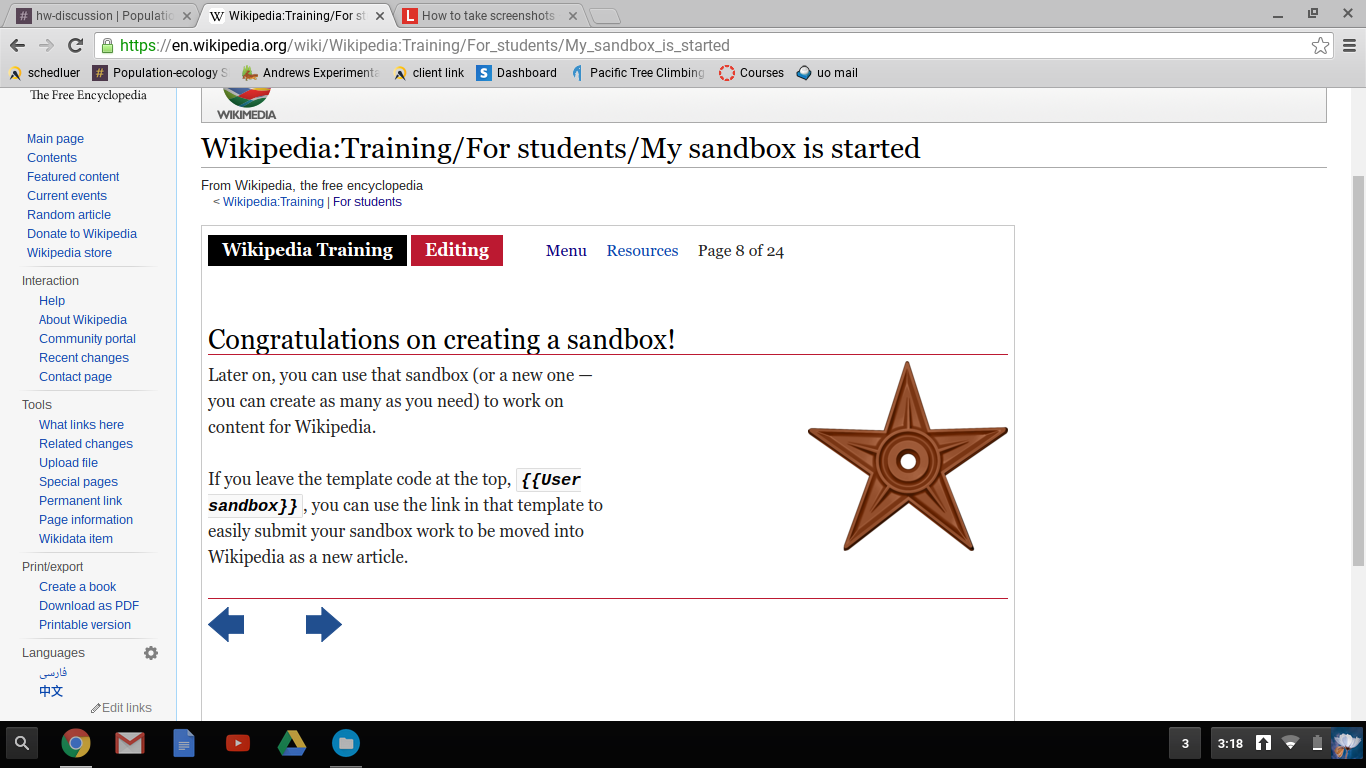 hw-discussion | Populatio
Wikipedia:Training/For st
How to take screenshots
https://en.wikipedia.org/wiki/Wikipedia:Training/For_students/My_sandbox_is_started
schedluer
Population-ecology S
Andrews Experimenta
client link
Dashboard
Pacific Tree Climbing
Courses
uo mail
The Free Encyclopedia
WIKIMEDIA
Main page
Contents
Featured content
Current events
Random article
Donate to Wikipedia
Wikipedia store
Interaction
Help
About Wikipedia
Community portal
Recent changes
Contact page
Tools
What links here
Related changes
Upload file
Special pages
Permanent link
Page information
Wikidata item
Print/export
Create a book
Download as PDF
Printable version
Languages
فارسی
中文
Edit links
Wikipedia:Training/For students/My sandbox is started
From Wikipedia, the free encyclopedia
< Wikipedia:Training | For students
Wikipedia Training Editing Menu Resources Page 8 of 24
Congratulations on creating a sandbox!
Later on, you can use that sandbox (or a new one —
you can create as many as you need) to work on
content for Wikipedia.
If you leave the template code at the top, {{User
sandbox}}, you can use the link in that template to
easily submit your sandbox work to be moved into
Wikipedia as a new article.
3
3:18